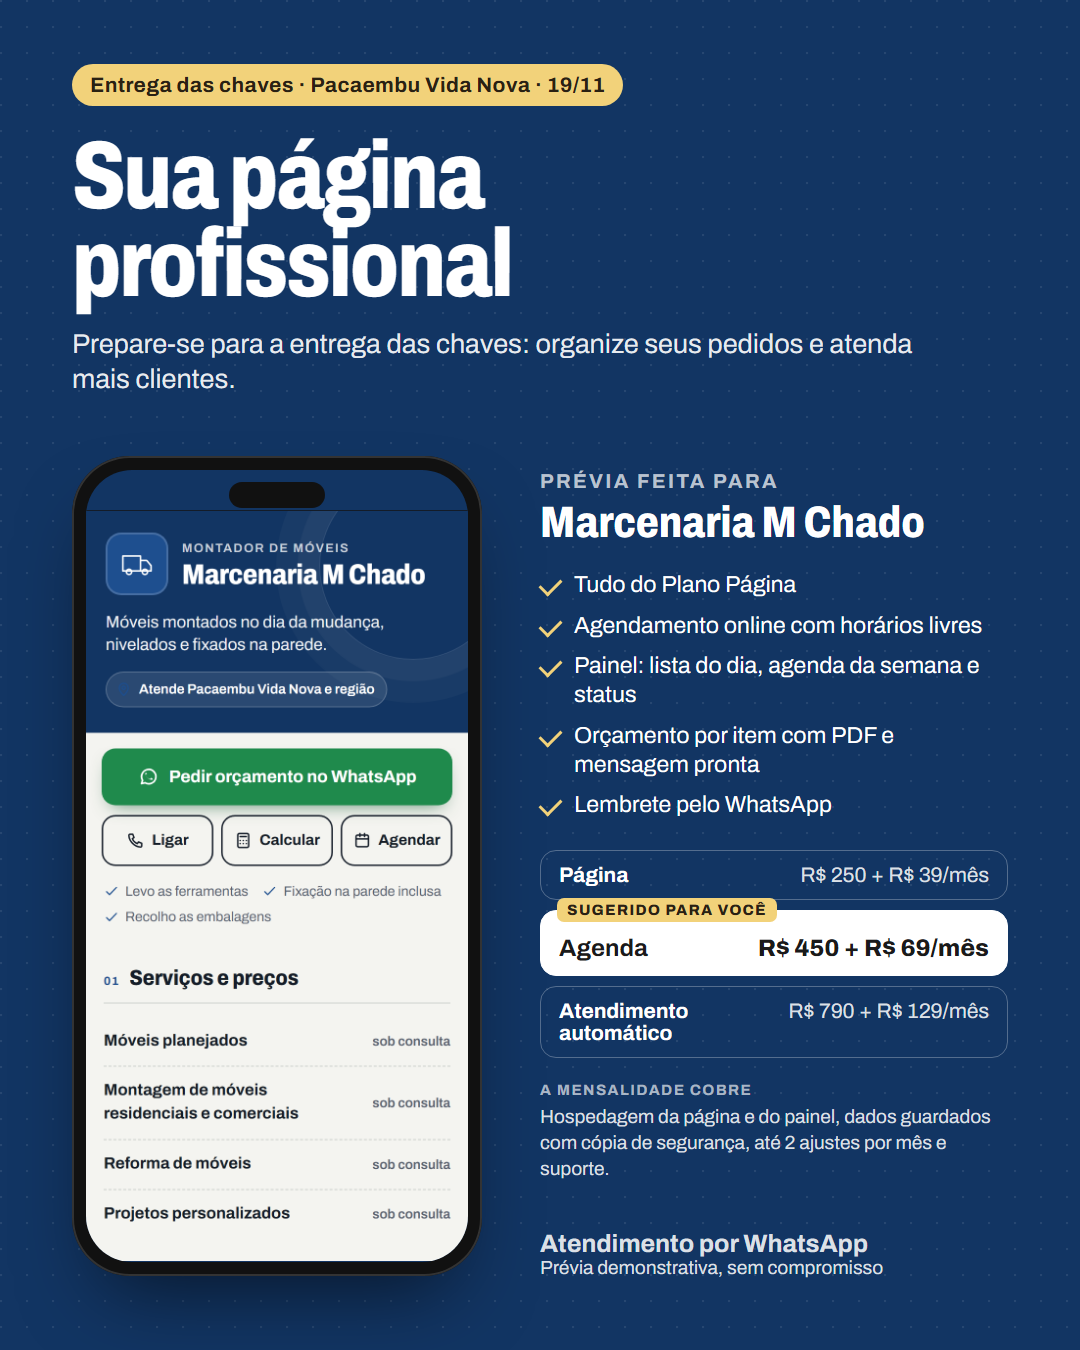 Entrega das chaves · Pacaembu Vida Nova · 19/11
Sua página
profissional
Prepare-se para a entrega das chaves: organize seus pedidos e atenda
mais clientes.
MONTADOR DE MÓVEIS
Marcenaria M Chado
Móveis montados no dia da mudança,
nivelados e fixados na parede.
Atende Pacaembu Vida Nova e região
Pedir orçamento no WhatsApp
Ligar
Calcular
Agendar
Levo as ferramentas
Fixação na parede inclusa
Recolho as embalagens
01 Serviços e preços
Móveis planejados sob consulta
Montagem de móveis
residenciais e comerciais sob consulta
Reforma de móveis sob consulta
Projetos personalizados sob consulta
PRÉVIA FEITA PARA
Marcenaria M Chado
Tudo do Plano Página
Agendamento online com horários livres
Painel: lista do dia, agenda da semana e
status
Orçamento por item com PDF e
mensagem pronta
Lembrete pelo WhatsApp
Página R$ 250 + R$ 39/mês
SUGERIDO PARA VOCÊ
Agenda R$ 450 + R$ 69/mês
Atendimento R$ 790 + R$ 129/mês
automático
A MENSALIDADE COBRE
Hospedagem da página e do painel, dados guardados
com cópia de segurança, até 2 ajustes por mês e
suporte.
Atendimento por WhatsApp
Prévia demonstrativa, sem compromisso